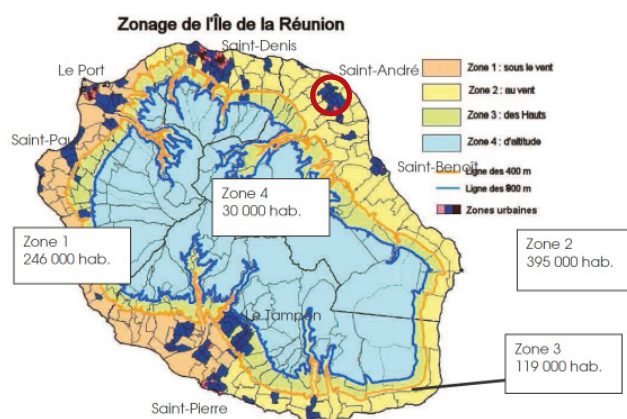 Zonage de l'Île de la Réunion
Saint-Denis
Le Port
Saint-André
Saint-Pau
Saint-Benoît
Zone 1 : sous le vent
Zone 2 : au vent
Zone 3 : des Hauts
Zone 4 : d'altitude
Ligne des 400 m
Ligne des 800 m
Zones urbaines
Zone 4
30 000 hab.
Zone 1
246 000 hab.
Zone 2
395 000 hab.
Le Tampon
Zone 3
119 000 hab.
Saint-Pierre